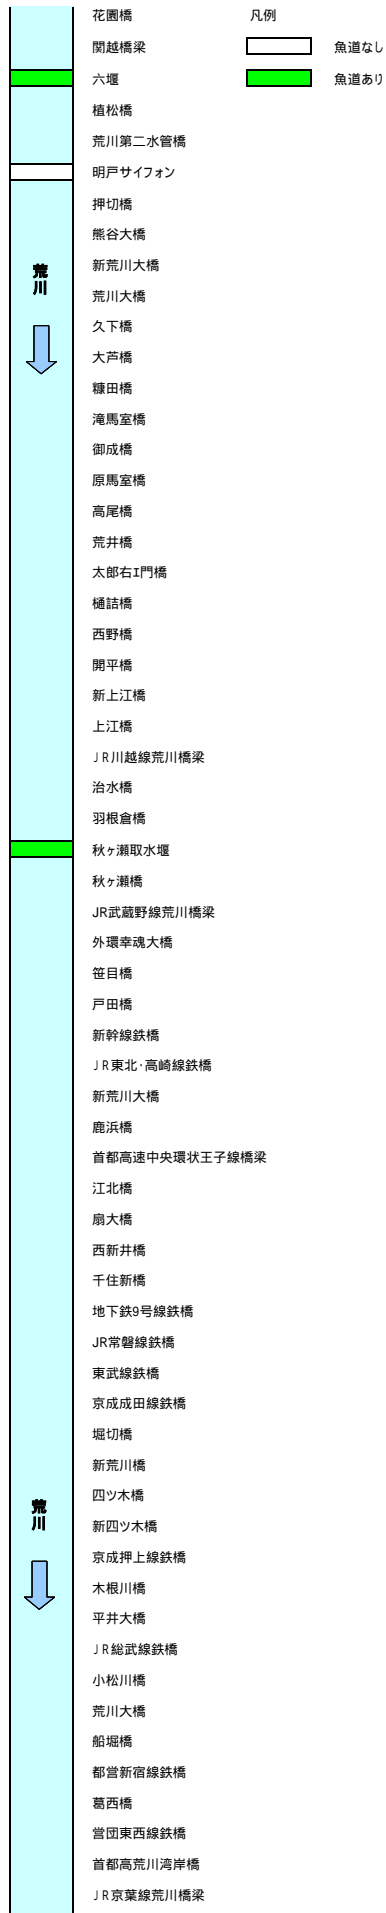 花園橋
凡例
関越橋梁
魚道なし
六堰
魚道あり
植松橋
荒川第二水管橋
明戸サイフォン
押切橋
熊谷大橋
新荒川大橋
荒川
荒川大橋
久下橋
大芦橋
糠田橋
滝馬室橋
御成橋
原馬室橋
高尾橋
荒井橋
太郎右ｴ門橋
樋詰橋
西野橋
開平橋
新上江橋
上江橋
ＪR川越線荒川橋梁
治水橋
羽根倉橋
秋ヶ瀬取水堰
秋ヶ瀬橋
JR武蔵野線荒川橋梁
外環幸魂大橋
笹目橋
戸田橋
新幹線鉄橋
ＪR東北･高崎線鉄橋
新荒川大橋
鹿浜橋
首都高速中央環状王子線橋梁
江北橋
扇大橋
西新井橋
千住新橋
地下鉄9号線鉄橋
JR常磐線鉄橋
東武線鉄橋
京成成田線鉄橋
堀切橋
新荒川橋
四ツ木橋
荒川
新四ツ木橋
京成押上線鉄橋
木根川橋
平井大橋
ＪR総武線鉄橋
小松川橋
荒川大橋
船堀橋
都営新宿線鉄橋
葛西橋
営団東西線鉄橋
首都高荒川湾岸橋
ＪR京葉線荒川橋梁